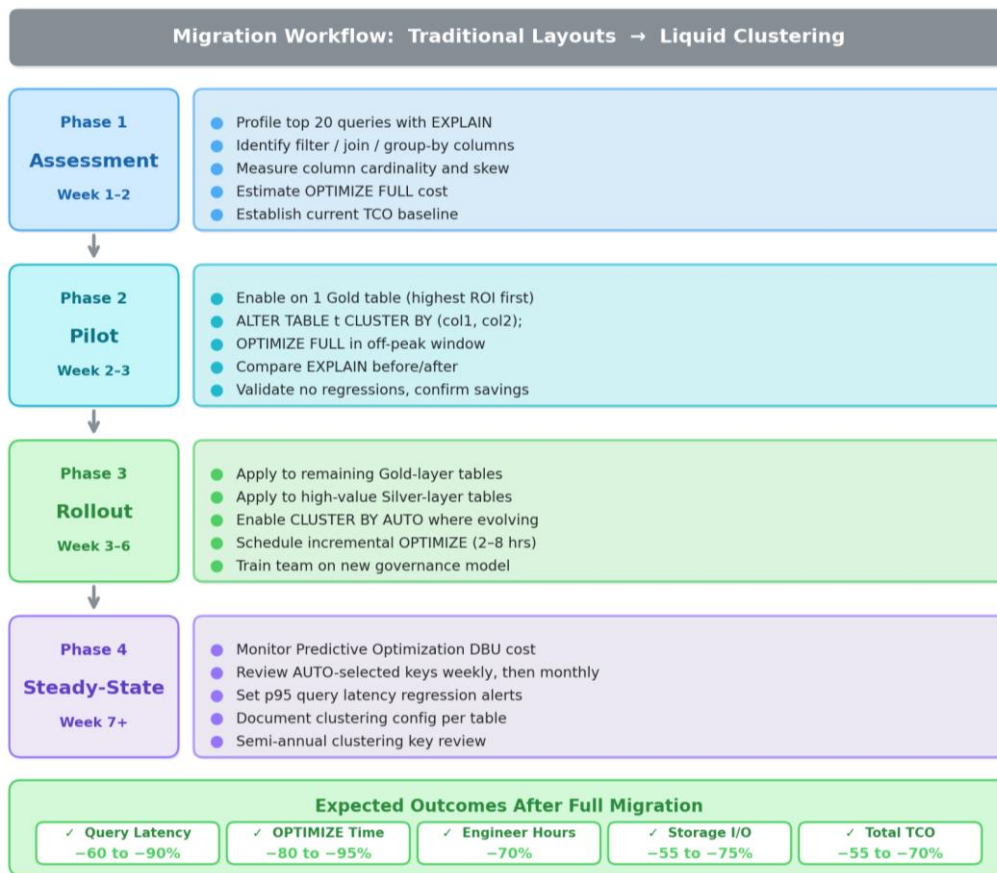 Migration Workflow: Traditional Layouts → Liquid Clustering
Phase 1
Assessment
Week 1–2
Profile top 20 queries with EXPLAIN
Identify filter / join / group-by columns
Measure column cardinality and skew
Estimate OPTIMIZE FULL cost
Establish current TCO baseline
Phase 2
Pilot
Week 2–3
Enable on 1 Gold table (highest ROI first)
ALTER TABLE t CLUSTER BY (col1, col2);
OPTIMIZE FULL in off-peak window
Compare EXPLAIN before/after
Validate no regressions, confirm savings
Phase 3
Rollout
Week 3–6
Apply to remaining Gold-layer tables
Apply to high-value Silver-layer tables
Enable CLUSTER BY AUTO where evolving
Schedule incremental OPTIMIZE (2–8 hrs)
Train team on new governance model
Phase 4
Steady-State
Week 7+
Monitor Predictive Optimization DBU cost
Review AUTO-selected keys weekly, then monthly
Set p95 query latency regression alerts
Document clustering config per table
Semi-annual clustering key review
Expected Outcomes After Full Migration
✓ Query Latency
−60 to −90%
✓ OPTIMIZE Time
−80 to −95%
✓ Engineer Hours
−70%
✓ Storage I/O
−55 to −75%
✓ Total TCO
−55 to −70%